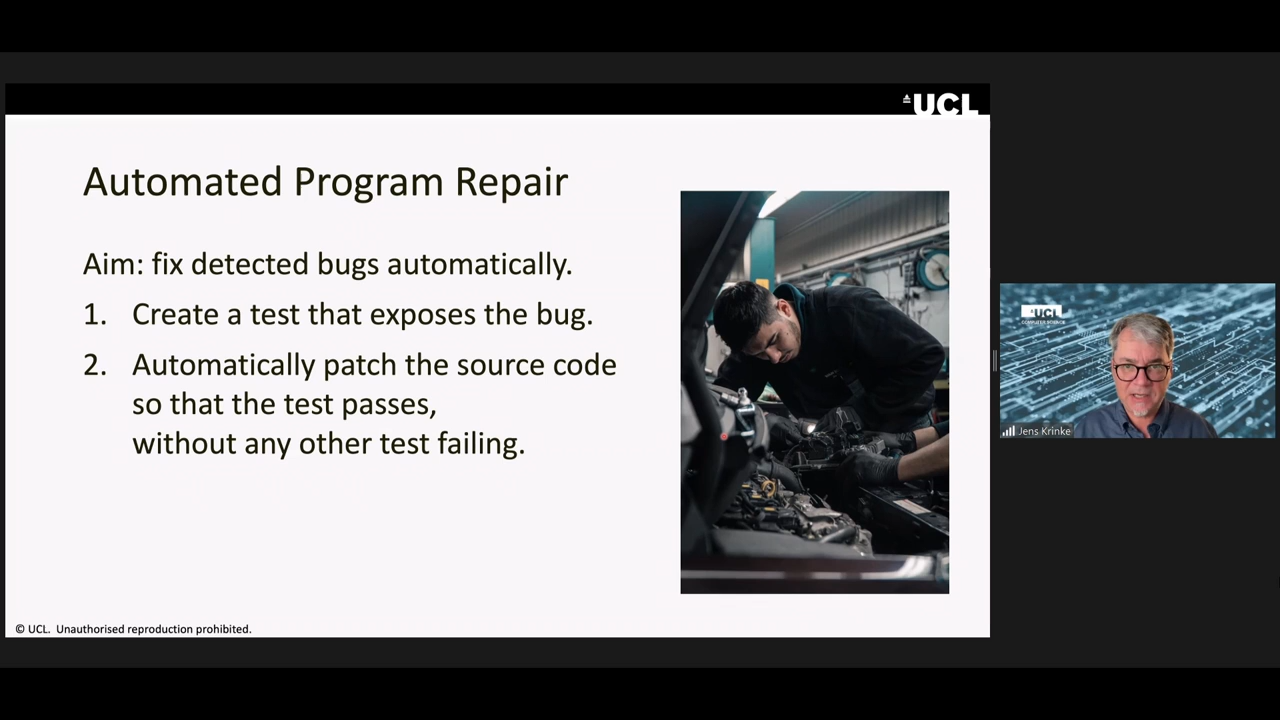 UCL
Automated Program Repair
Aim: fix detected bugs automatically.
1. Create a test that exposes the bug.
2. Automatically patch the source code
so that the test passes,
without any other test failing.
© UCL. Unauthorised reproduction prohibited.
UCL
COMPUTER SCIENCE
Jens Krinke